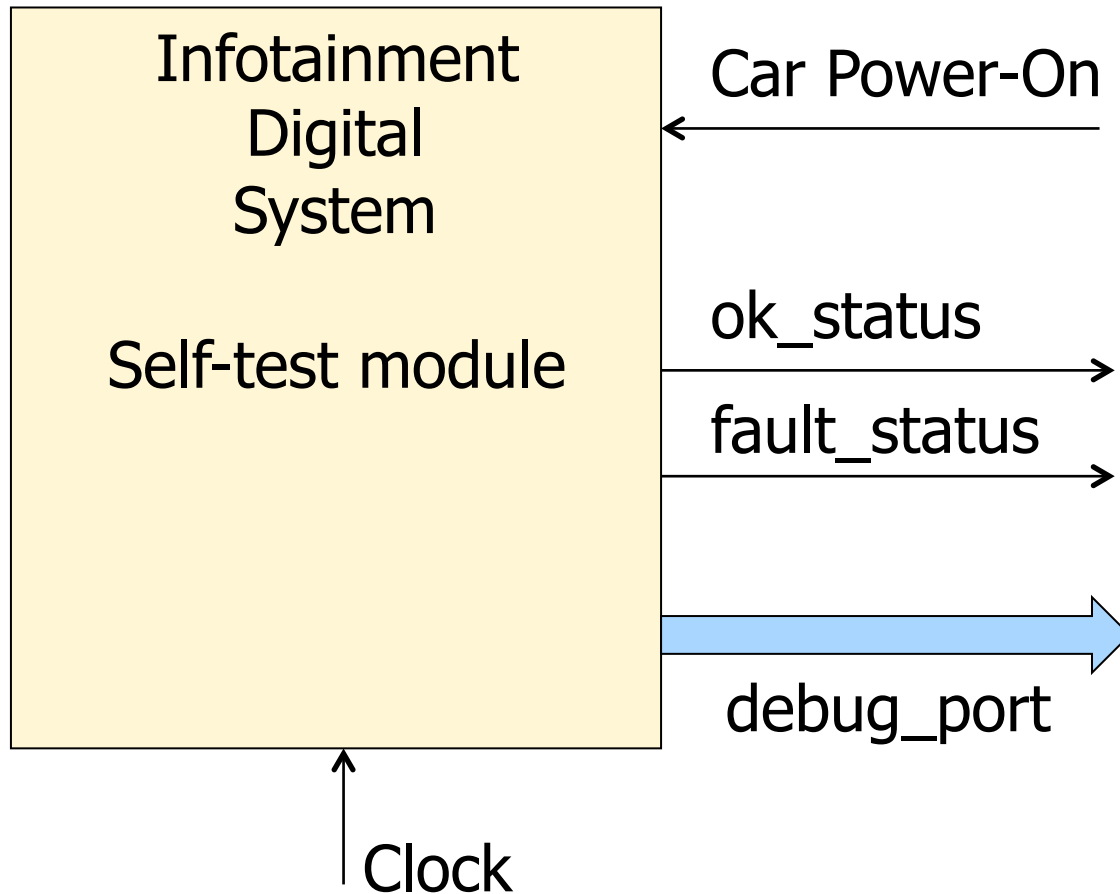 Infotainment
Digital
System
Self-test module
Car Power-On
ok_status
fault_status
debug_port
Clock